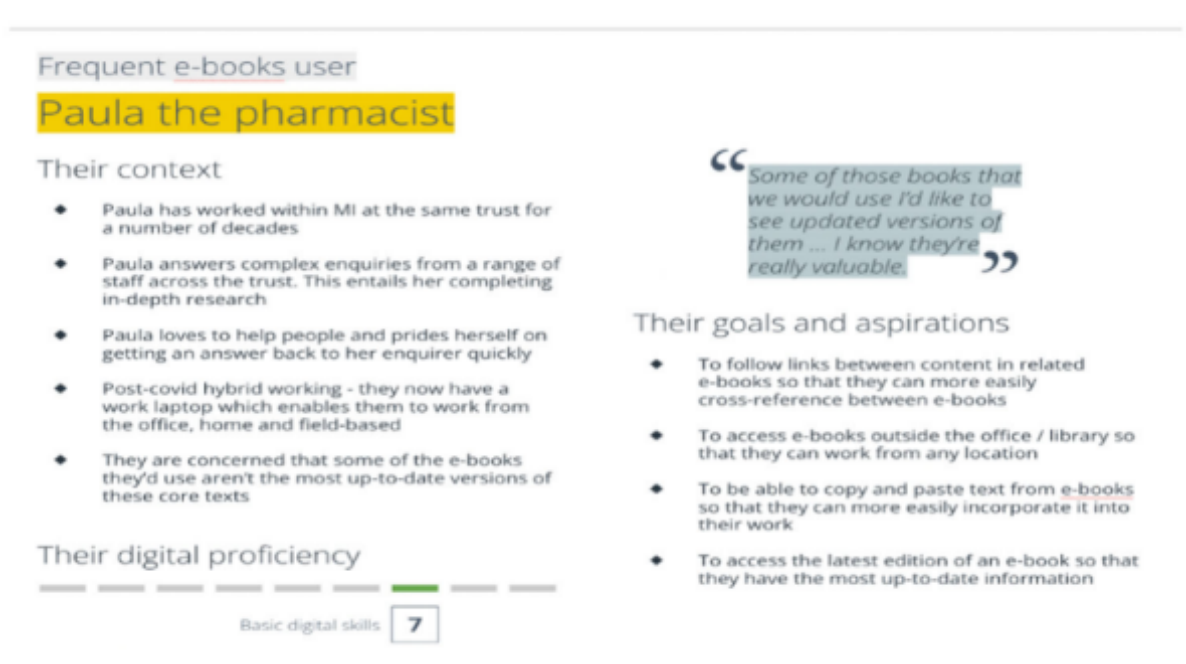 Frequent e-books user
Paula the pharmacist
Their context
◆ Paula has worked within MI at the same trust for
a number of decades
◆ Paula answers complex enquiries from a range of
staff across the trust. This entails her completing
in-depth research
◆ Paula loves to help people and prides herself on
getting an answer back to her enquirer quickly
◆ Post-covid hybrid working - they now have a
work laptop which enables them to work from
the office, home and field-based
◆ They are concerned that some of the e-books
they'd use aren't the most up-to-date versions of
these core texts
Their digital proficiency
Basic digital skills 7
“Some of those books that
we would use I'd like to
see updated versions of
them ... I know they're
really valuable.”
Their goals and aspirations
◆ To follow links between content in related
e-books so that they can more easily
cross-reference between e-books
◆ To access e-books outside the office / library so
that they can work from any location
◆ To be able to copy and paste text from e-books
so that they can more easily incorporate it into
their work
◆ To access the latest edition of an e-book so that
they have the most up-to-date information